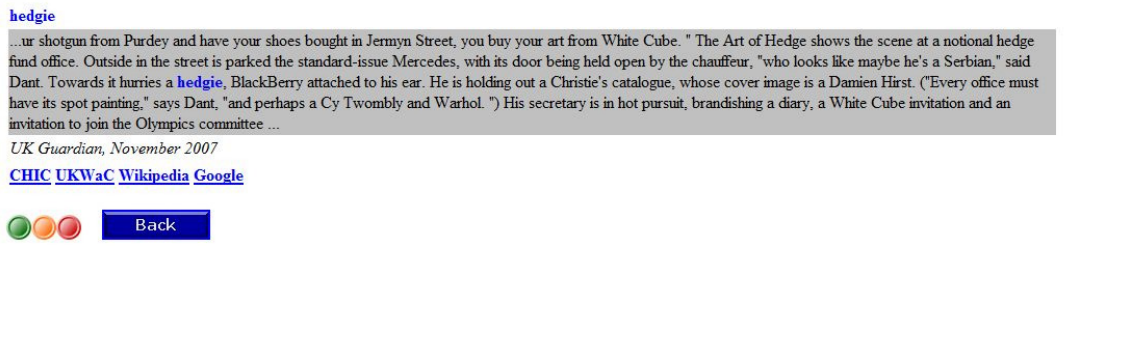 hedgie
...ur shotgun from Purdey and have your shoes bought in Jermyn Street, you buy your art from White Cube. " The Art of Hedge shows the scene at a notional hedge
fund office. Outside in the street is parked the standard-issue Mercedes, with its door being held open by the chauffeur, "who looks like maybe he's a Serbian," said
Dant. Towards it hurries a hedgie, BlackBerry attached to his ear. He is holding out a Christie's catalogue, whose cover image is a Damien Hirst. ("Every office must
have its spot painting," says Dant, "and perhaps a Cy Twombly and Warhol. ") His secretary is in hot pursuit, brandishing a diary, a White Cube invitation and an
invitation to join the Olympics committee ...
UK Guardian, November 2007
CHIC UKWaC Wikipedia Google
Back